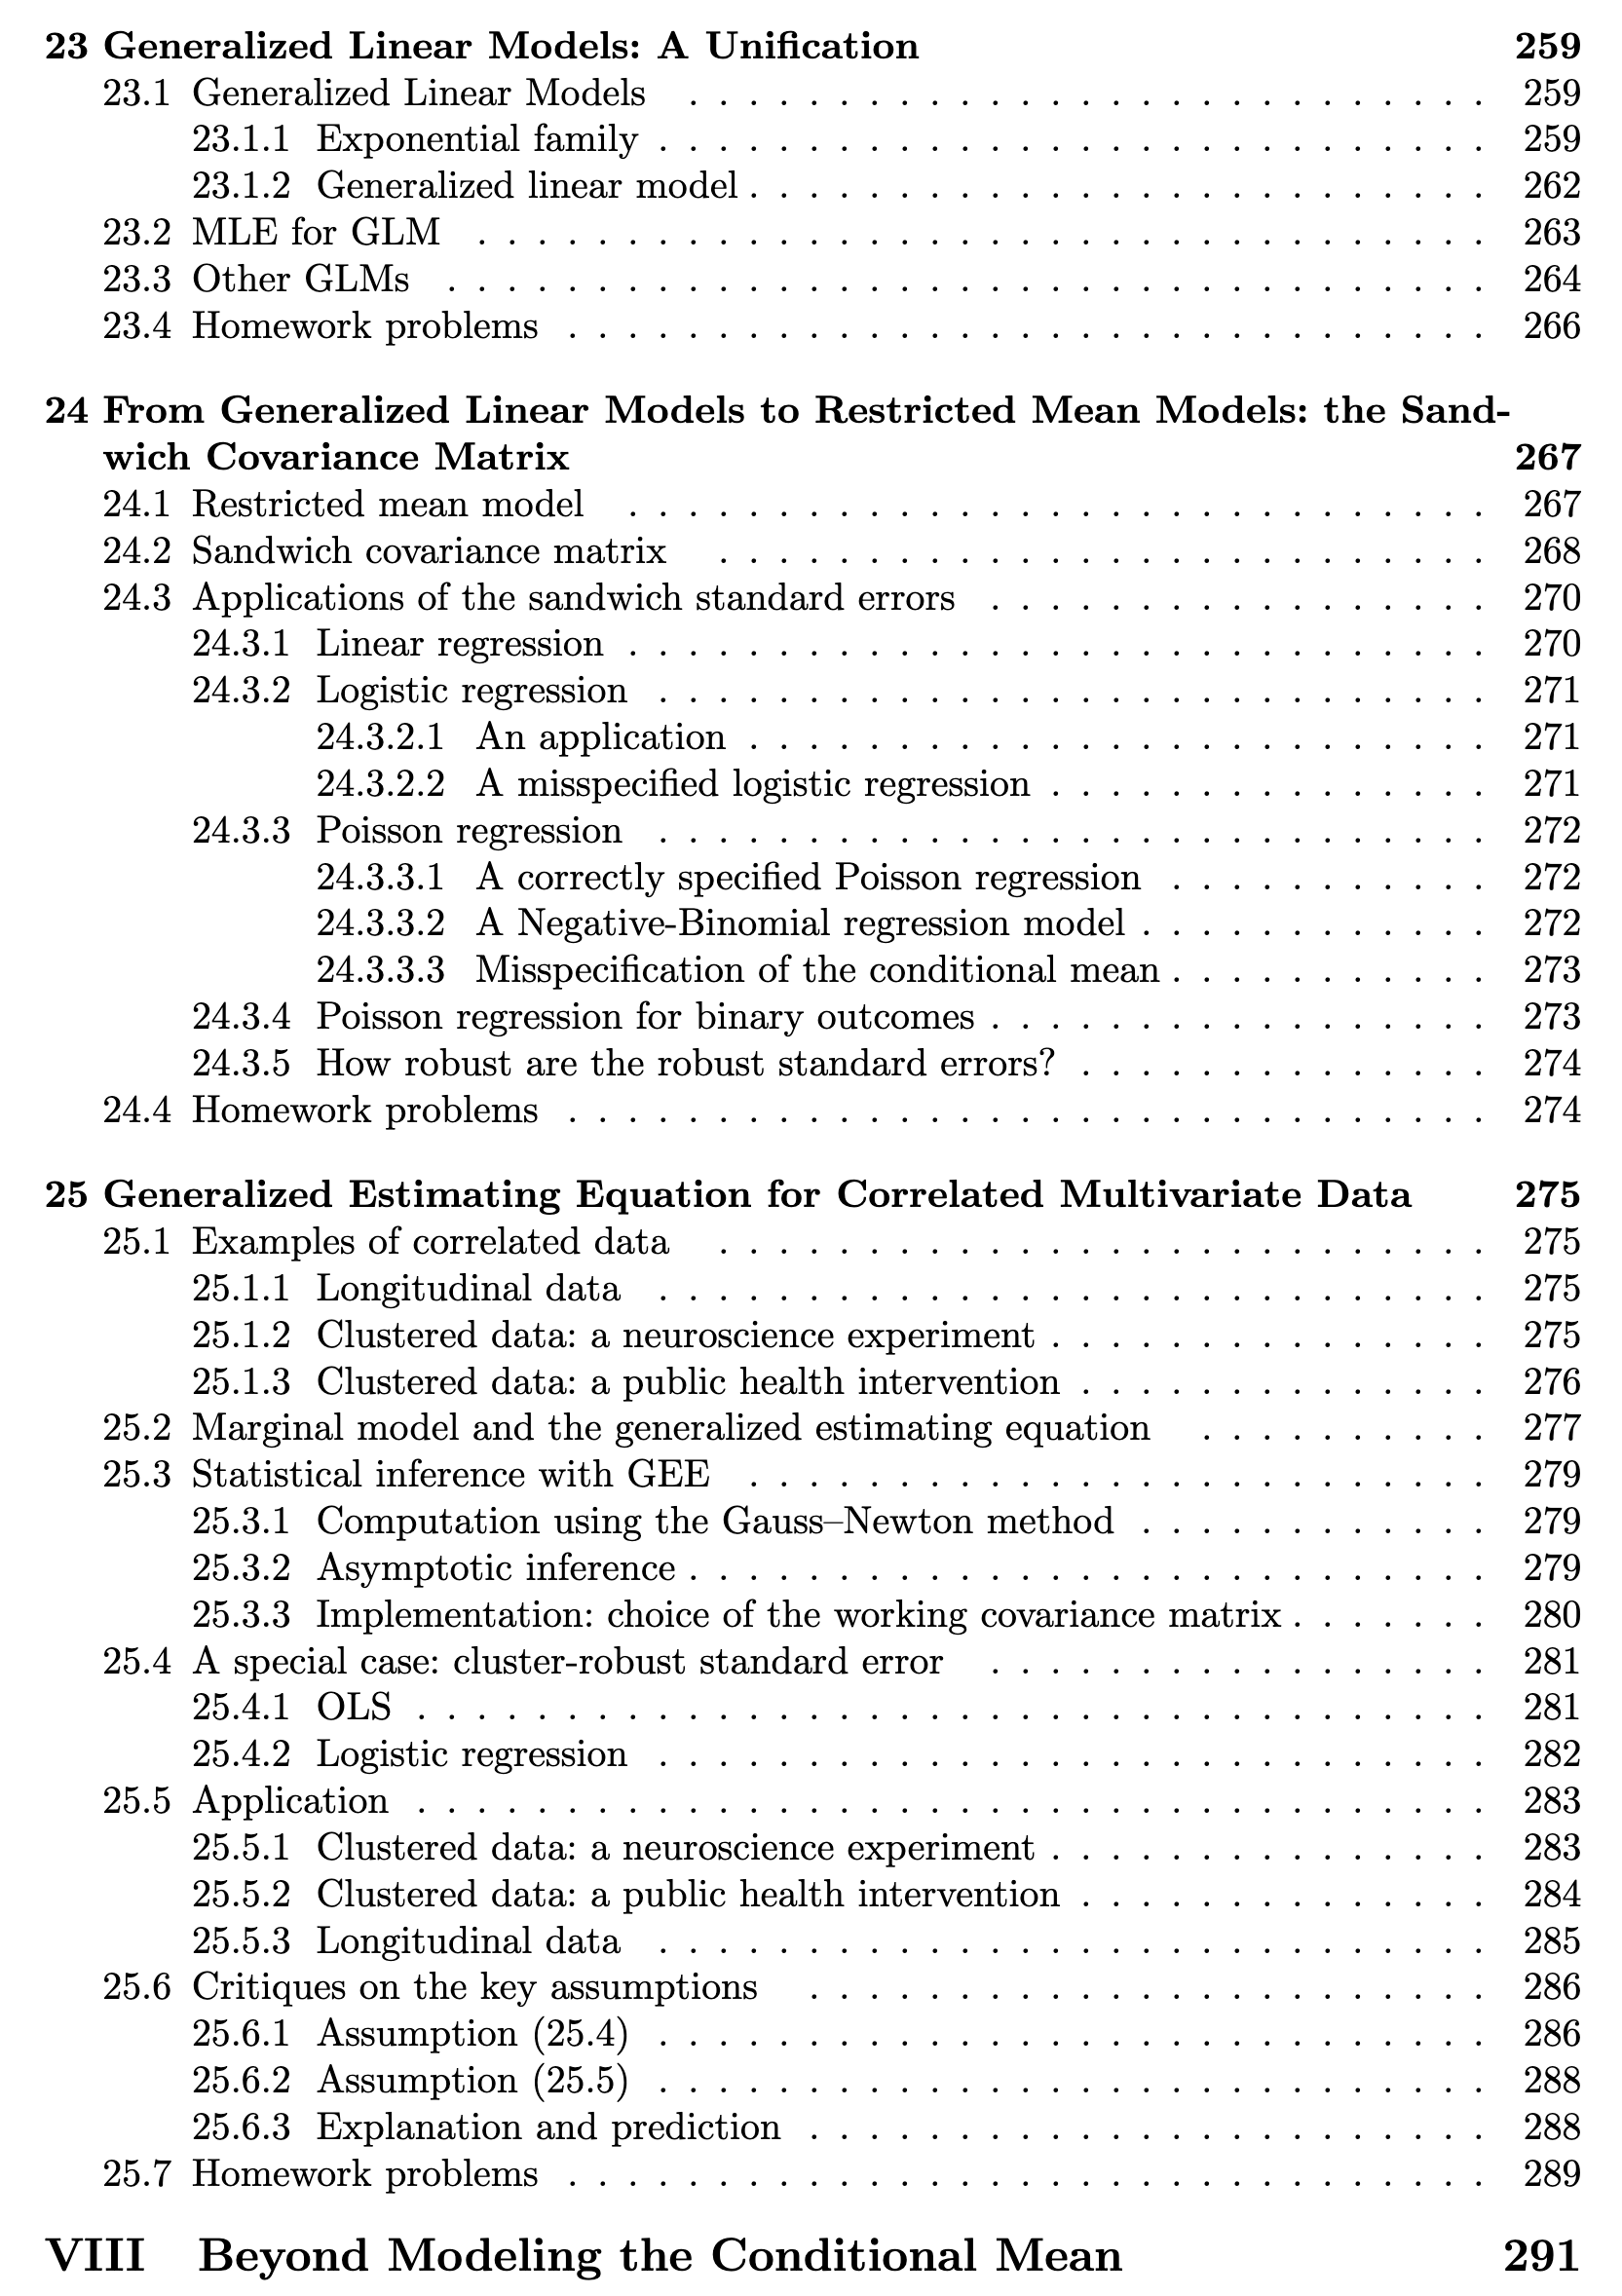 23 Generalized Linear Models: A Unification 259
23.1 Generalized Linear Models . . . . . . . . . . . . . . . . . . . . . . . . . . . 259
23.1.1 Exponential family . . . . . . . . . . . . . . . . . . . . . . . . . . . . 259
23.1.2 Generalized linear model . . . . . . . . . . . . . . . . . . . . . . . . . 262
23.2 MLE for GLM . . . . . . . . . . . . . . . . . . . . . . . . . . . . . . . . . . 263
23.3 Other GLMs . . . . . . . . . . . . . . . . . . . . . . . . . . . . . . . . . . . 264
23.4 Homework problems . . . . . . . . . . . . . . . . . . . . . . . . . . . . . . . 266
24 From Generalized Linear Models to Restricted Mean Models: the Sand-
wich Covariance Matrix 267
24.1 Restricted mean model . . . . . . . . . . . . . . . . . . . . . . . . . . . . . 267
24.2 Sandwich covariance matrix . . . . . . . . . . . . . . . . . . . . . . . . . . 268
24.3 Applications of the sandwich standard errors . . . . . . . . . . . . . . . . . 270
24.3.1 Linear regression . . . . . . . . . . . . . . . . . . . . . . . . . . . . . 270
24.3.2 Logistic regression . . . . . . . . . . . . . . . . . . . . . . . . . . . . 271
24.3.2.1 An application . . . . . . . . . . . . . . . . . . . . . . . . . 271
24.3.2.2 A misspecified logistic regression . . . . . . . . . . . . . . . 271
24.3.3 Poisson regression . . . . . . . . . . . . . . . . . . . . . . . . . . . . 272
24.3.3.1 A correctly specified Poisson regression . . . . . . . . . . . 272
24.3.3.2 A Negative-Binomial regression model . . . . . . . . . . . . 272
24.3.3.3 Misspecification of the conditional mean . . . . . . . . . . . 273
24.3.4 Poisson regression for binary outcomes . . . . . . . . . . . . . . . . . 273
24.3.5 How robust are the robust standard errors? . . . . . . . . . . . . . . 274
24.4 Homework problems . . . . . . . . . . . . . . . . . . . . . . . . . . . . . . . 274
25 Generalized Estimating Equation for Correlated Multivariate Data 275
25.1 Examples of correlated data . . . . . . . . . . . . . . . . . . . . . . . . . . 275
25.1.1 Longitudinal data . . . . . . . . . . . . . . . . . . . . . . . . . . . . 275
25.1.2 Clustered data: a neuroscience experiment . . . . . . . . . . . . . . . 275
25.1.3 Clustered data: a public health intervention . . . . . . . . . . . . . . 276
25.2 Marginal model and the generalized estimating equation . . . . . . . . . . 277
25.3 Statistical inference with GEE . . . . . . . . . . . . . . . . . . . . . . . . . 279
25.3.1 Computation using the Gauss–Newton method . . . . . . . . . . . . 279
25.3.2 Asymptotic inference . . . . . . . . . . . . . . . . . . . . . . . . . . . 279
25.3.3 Implementation: choice of the working covariance matrix . . . . . . . 280
25.4 A special case: cluster-robust standard error . . . . . . . . . . . . . . . . . 281
25.4.1 OLS . . . . . . . . . . . . . . . . . . . . . . . . . . . . . . . . . . . . 281
25.4.2 Logistic regression . . . . . . . . . . . . . . . . . . . . . . . . . . . . 282
25.5 Application . . . . . . . . . . . . . . . . . . . . . . . . . . . . . . . . . . . . 283
25.5.1 Clustered data: a neuroscience experiment . . . . . . . . . . . . . . . 283
25.5.2 Clustered data: a public health intervention . . . . . . . . . . . . . . 284
25.5.3 Longitudinal data . . . . . . . . . . . . . . . . . . . . . . . . . . . . 285
25.6 Critiques on the key assumptions . . . . . . . . . . . . . . . . . . . . . . . 286
25.6.1 Assumption (25.4) . . . . . . . . . . . . . . . . . . . . . . . . . . . . 286
25.6.2 Assumption (25.5) . . . . . . . . . . . . . . . . . . . . . . . . . . . . 288
25.6.3 Explanation and prediction . . . . . . . . . . . . . . . . . . . . . . . 288
25.7 Homework problems . . . . . . . . . . . . . . . . . . . . . . . . . . . . . . . 289
VIII Beyond Modeling the Conditional Mean 291